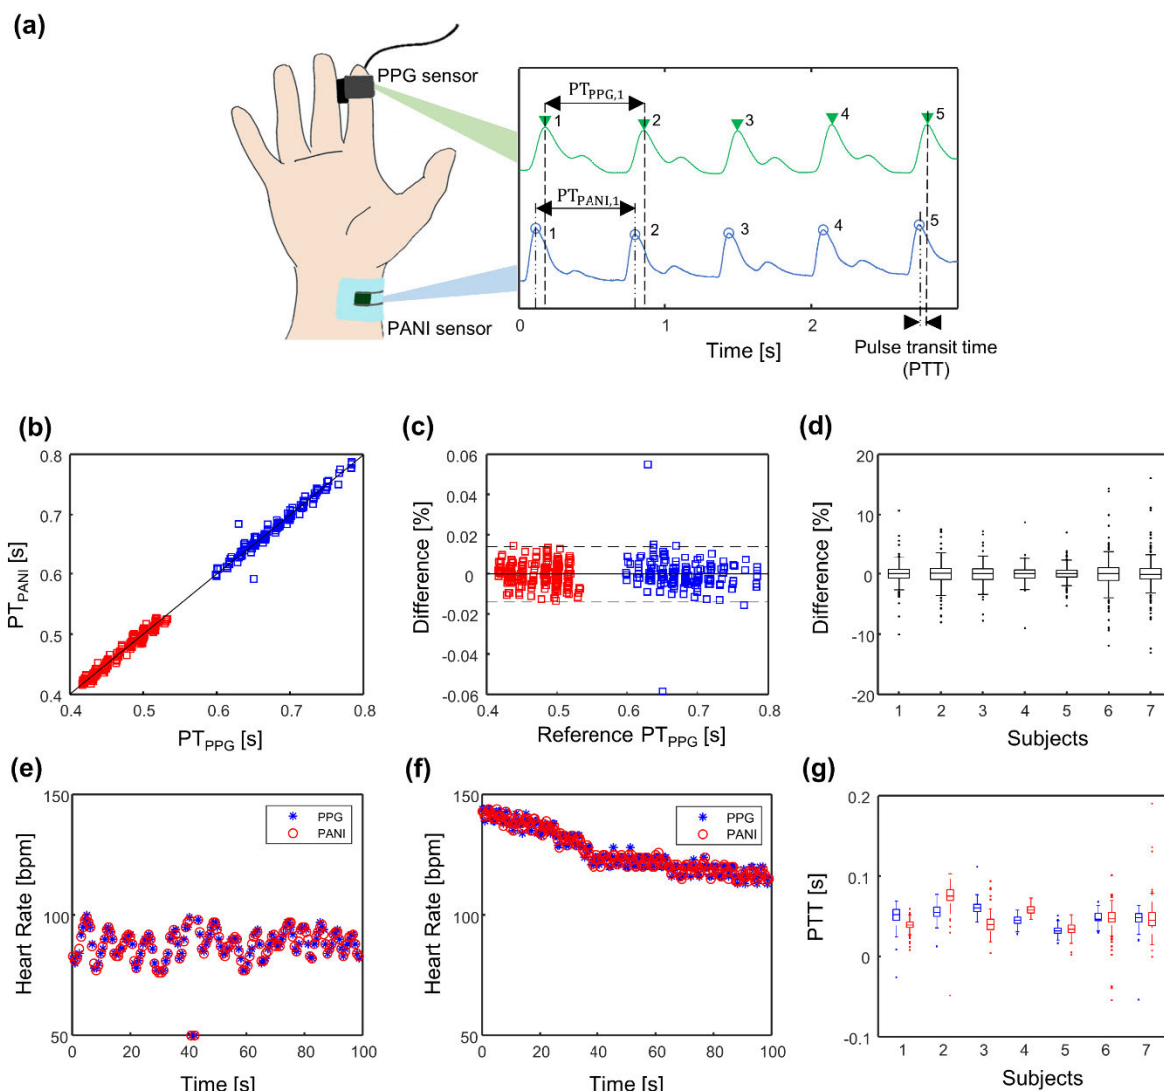 (a)
PPG sensor
PANI sensor
PT_PPG,1
1 2 3 4 5
PT_PANI,1
1 2 3 4 5
0 1 2
Time [s]
Pulse transit time
(PTT)
(b)
PT_PANI [s]
0.8
0.7
0.6
0.5
0.4
0.4 0.5 0.6 0.7 0.8
PT_PPG [s]
(c)
Difference [%]
0.06
0.04
0.02
0
-0.02
-0.04
-0.06
0.4 0.5 0.6 0.7 0.8
Reference PT_PPG [s]
(d)
Difference [%]
20
10
0
-10
-20
1 2 3 4 5 6 7
Subjects
(e)
Heart Rate [bpm]
150
100
50
PPG
PANI
0 20 40 60 80 100
Time [s]
(f)
Heart Rate [bpm]
150
100
50
PPG
PANI
0 20 40 60 80 100
Time [s]
(g)
PTT [s]
0.2
0.1
0
-0.1
1 2 3 4 5 6 7
Subjects